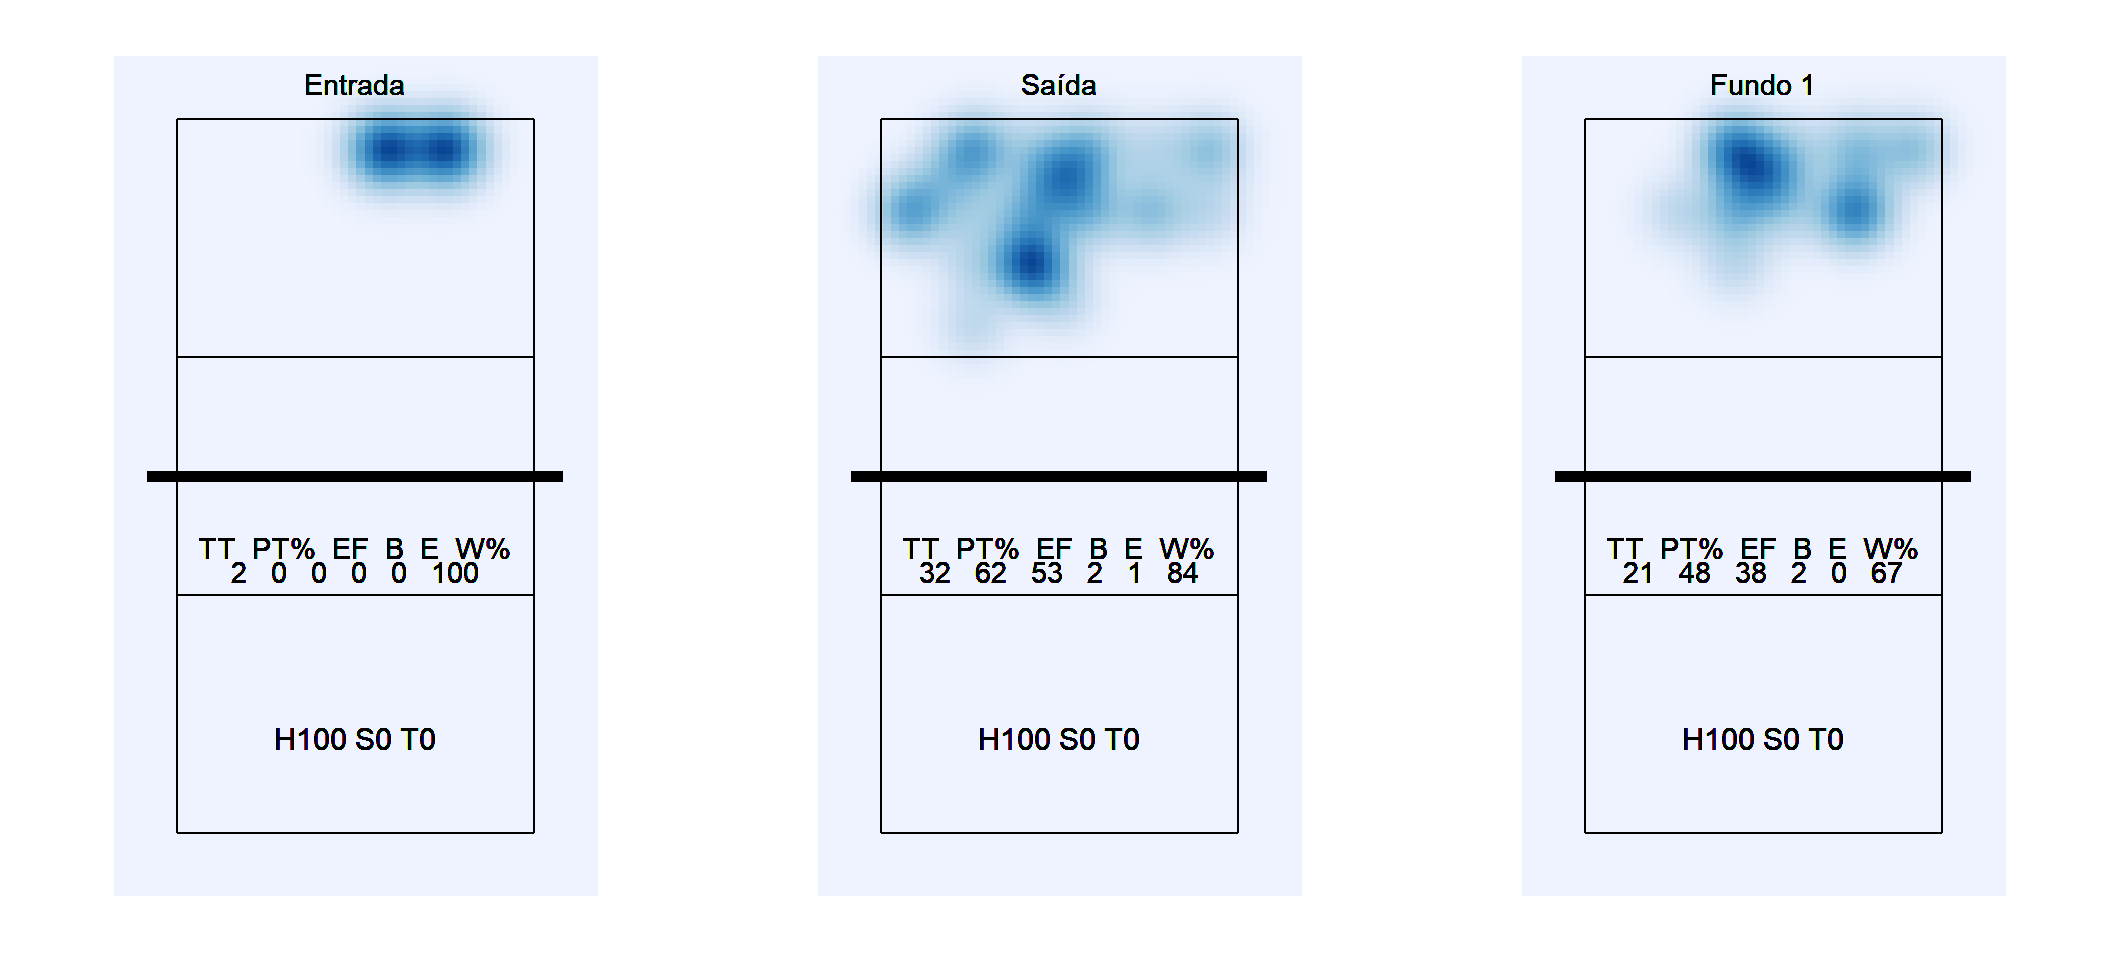 Entrada
TT PT% EF B E W%
2 0 0 0 0 100
H100 S0 T0
Saída
TT PT% EF B E W%
32 62 53 2 1 84
H100 S0 T0
Fundo 1
TT PT% EF B E W%
21 48 38 2 0 67
H100 S0 T0